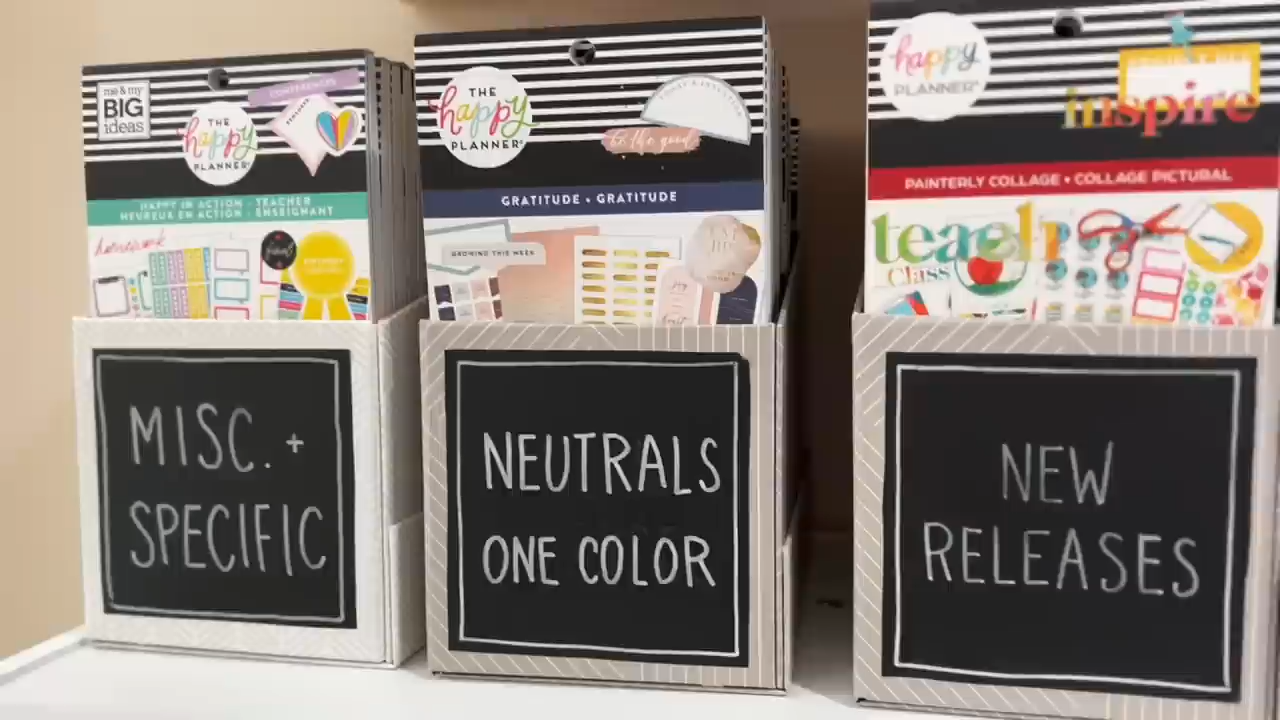 me & my
BIG
ideas
THE
happy
PLANNER
CONFERENCES
HAPPY IN ACTION · TEACHER
HEUREUX EN ACTION · ENSEIGNANT
homework
MISC. +
SPECIFIC
THE
happy
PLANNER
be the good
GRATITUDE • GRATITUDE
GROWING THIS WEEK
NEUTRALS
ONE COLOR
happy
PLANNER
inspire
PAINTERLY COLLAGE • COLLAGE PICTURAL
teach
Class
NEW
RELEASES